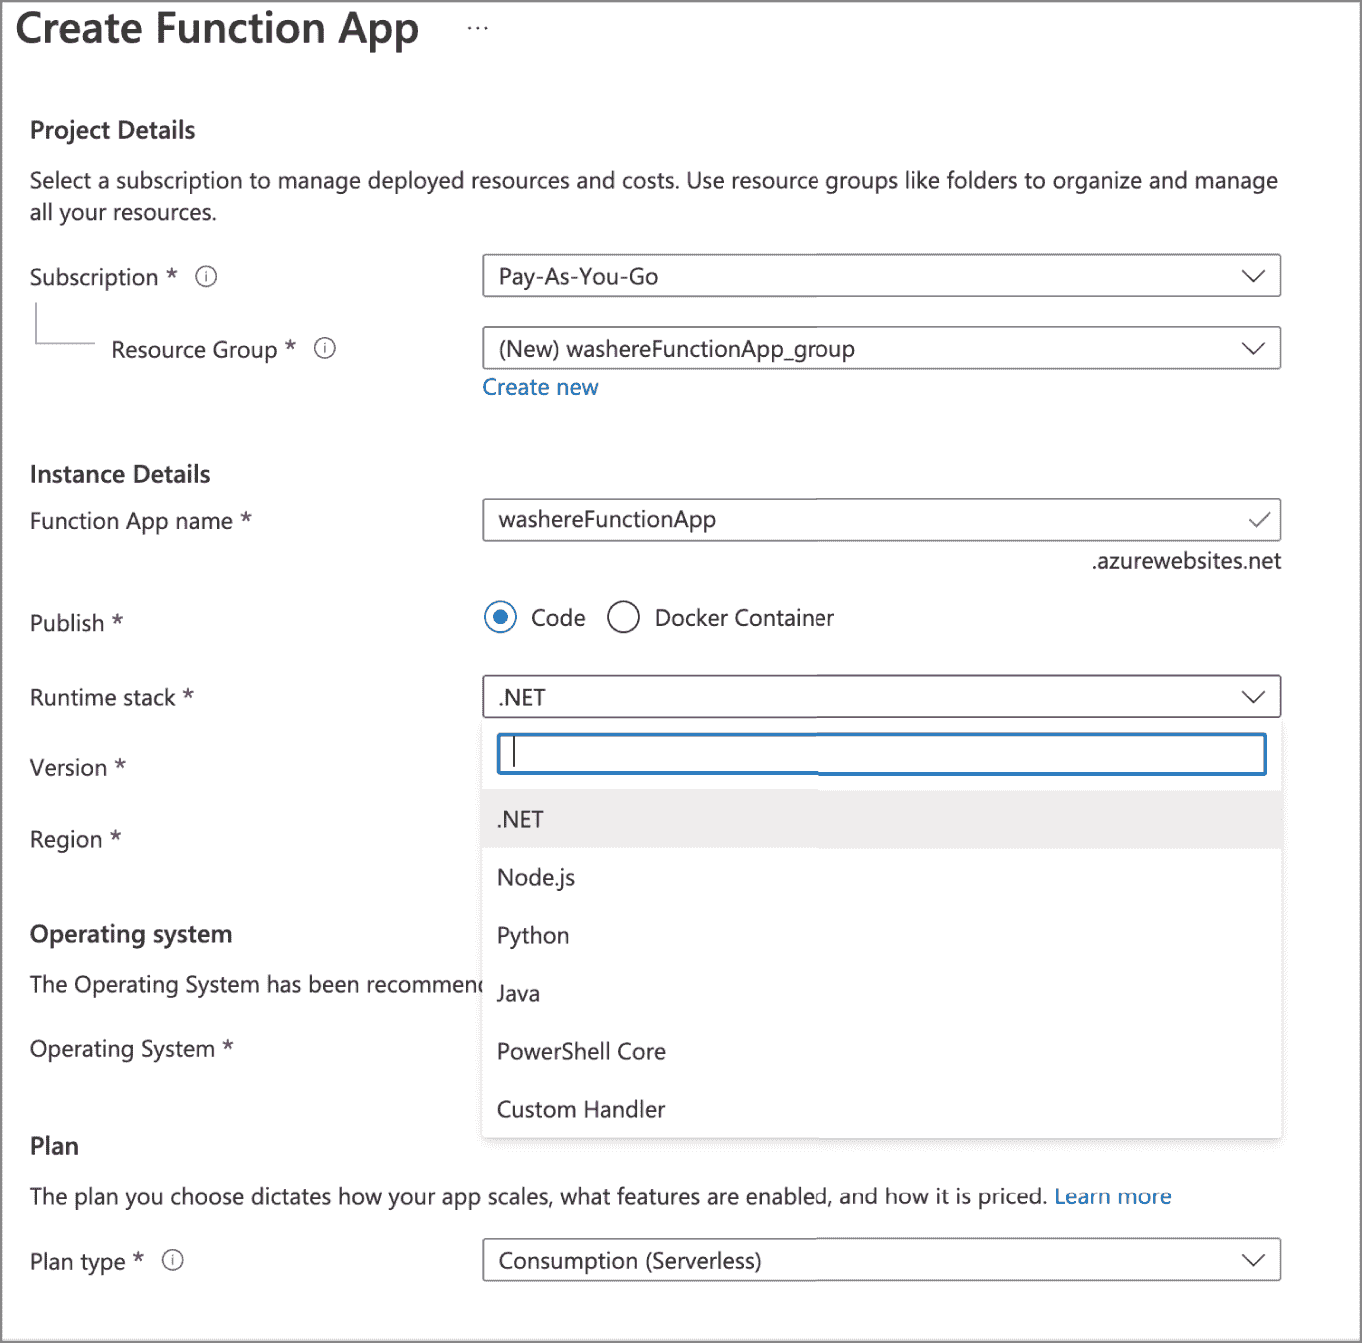 Create Function App ...
Project Details
Select a subscription to manage deployed resources and costs. Use resource groups like folders to organize and manage
all your resources.
Subscription *
Pay-As-You-Go
Resource Group *
(New) washereFunctionApp_group
Create new
Instance Details
Function App name *
washereFunctionApp
.azurewebsites.net
Publish *
Code
Docker Container
Runtime stack *
.NET
Version *
.NET
Region *
Node.js
Operating system
Python
The Operating System has been recommend
Java
Operating System *
PowerShell Core
Custom Handler
Plan
The plan you choose dictates how your app scales, what features are enabled, and how it is priced. Learn more
Plan type *
Consumption (Serverless)